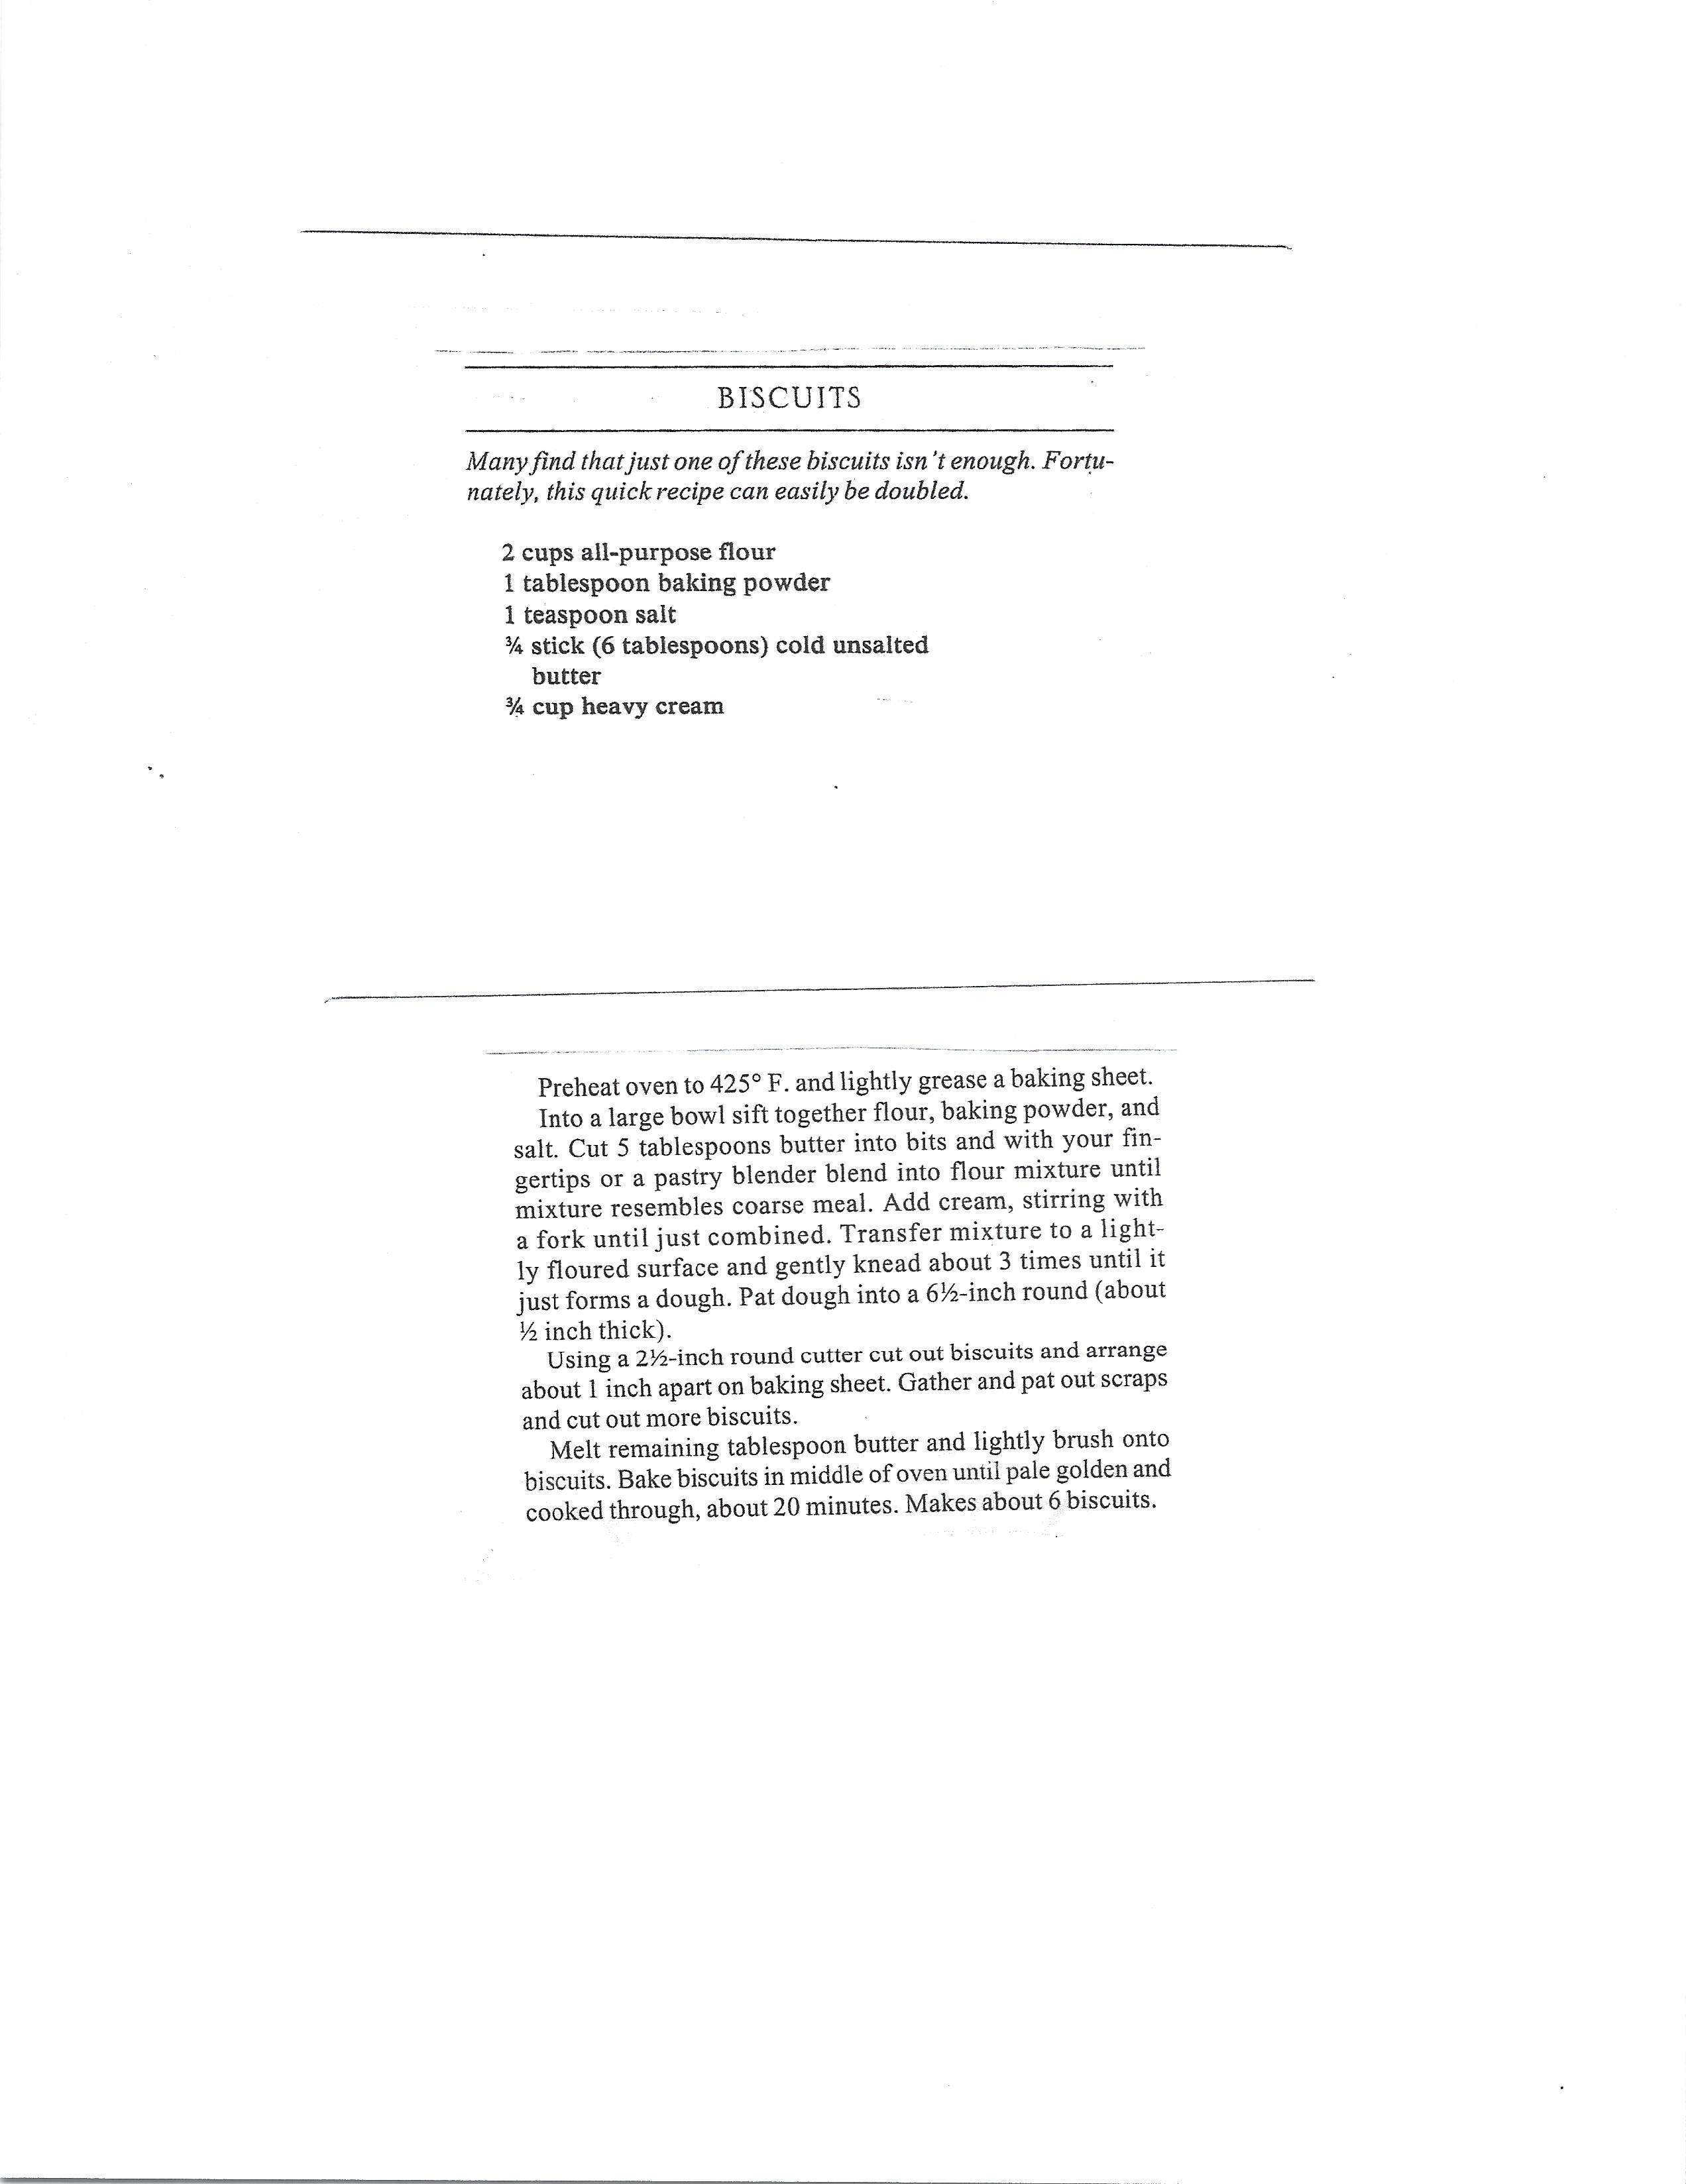 BISCUITS
Many find that just one of these biscuits isn't enough. Fortu-
nately, this quick recipe can easily be doubled.
2 cups all-purpose flour
1 tablespoon baking powder
1 teaspoon salt
¾ stick (6 tablespoons) cold unsalted
butter
¾ cup heavy cream
Preheat oven to 425° F. and lightly grease a baking sheet.
Into a large bowl sift together flour, baking powder, and
salt. Cut 5 tablespoons butter into bits and with your fin-
gertips or a pastry blender blend into flour mixture until
mixture resembles coarse meal. Add cream, stirring with
a fork until just combined. Transfer mixture to a light-
ly floured surface and gently knead about 3 times until it
just forms a dough. Pat dough into a 6½-inch round (about
½ inch thick).
Using a 2½-inch round cutter cut out biscuits and arrange
about 1 inch apart on baking sheet. Gather and pat out scraps
and cut out more biscuits.
Melt remaining tablespoon butter and lightly brush onto
biscuits. Bake biscuits in middle of oven until pale golden and
cooked through, about 20 minutes. Makes about 6 biscuits.